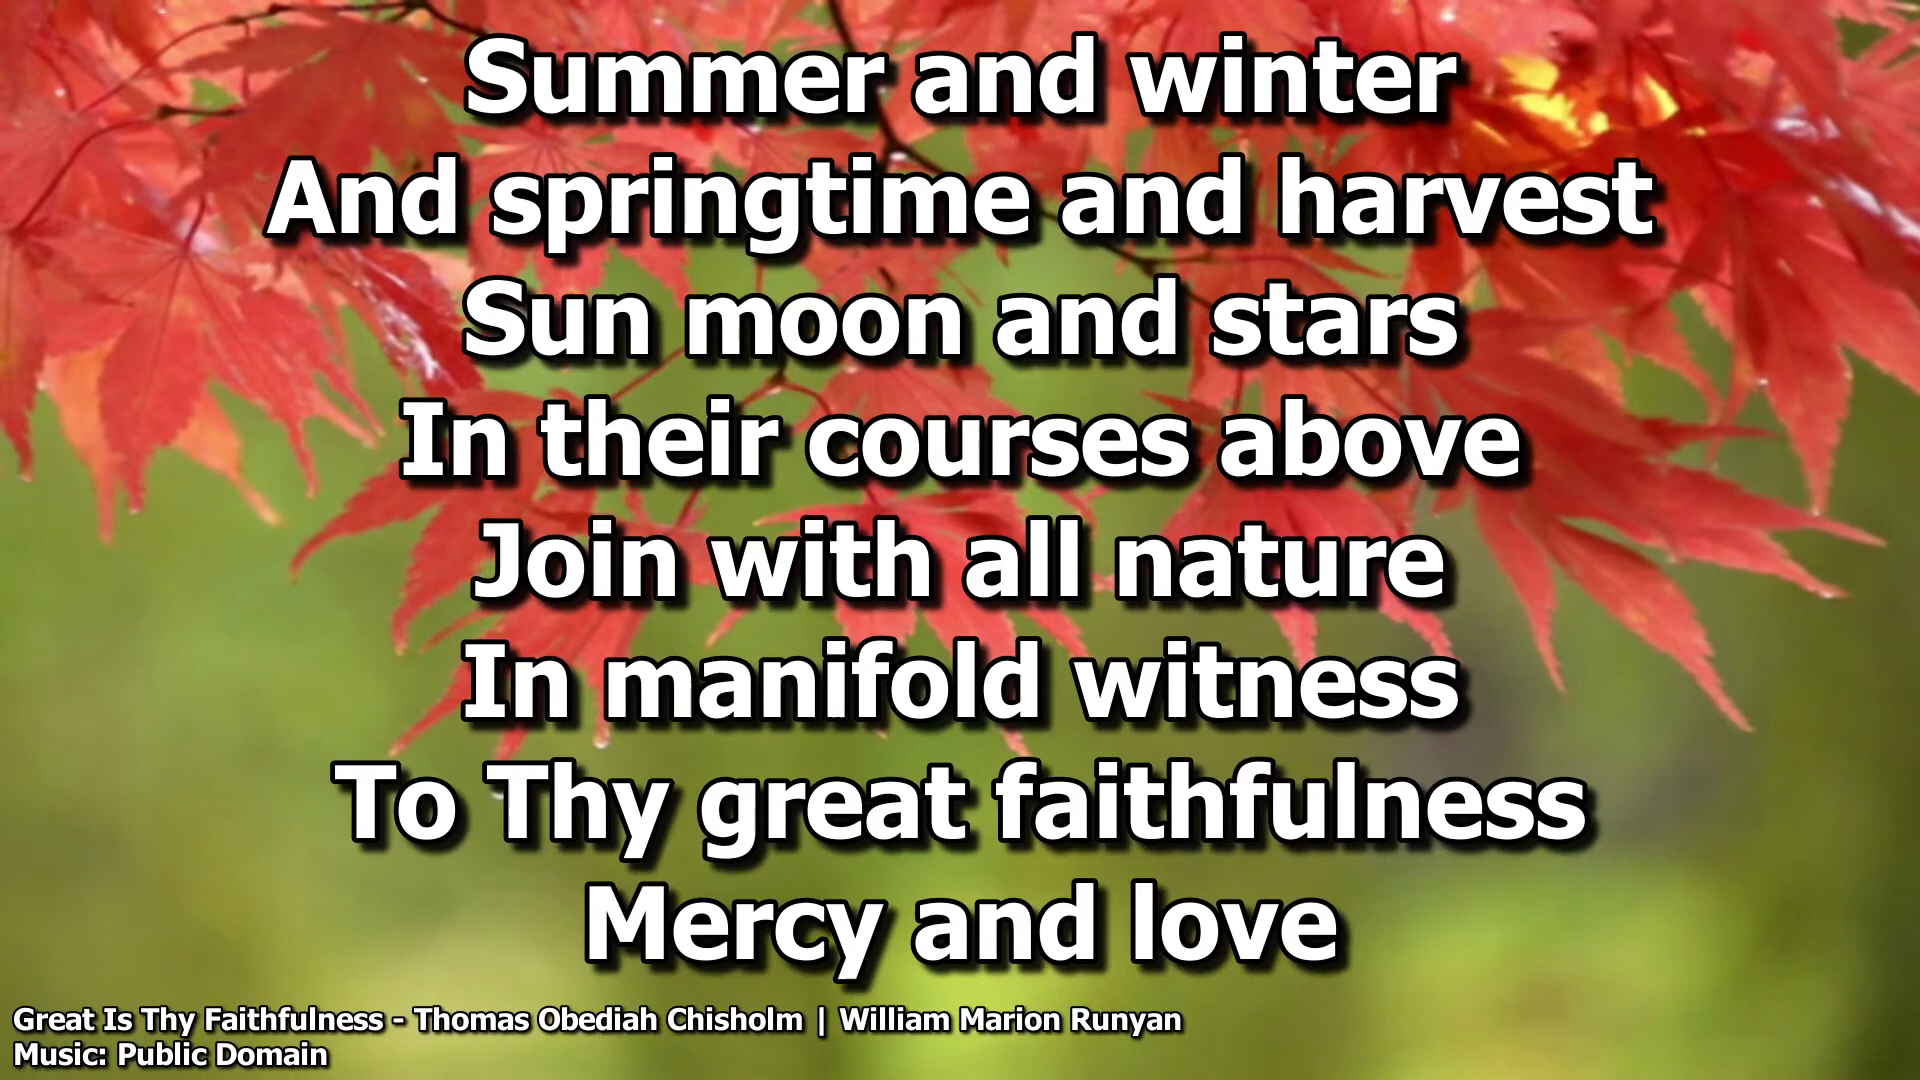 Summer and winter
And springtime and harvest
Sun moon and stars
In their courses above
Join with all nature
In manifold witness
To Thy great faithfulness
Mercy and love
Great Is Thy Faithfulness - Thomas Obediah Chisholm | William Marion Runyan
Music: Public Domain